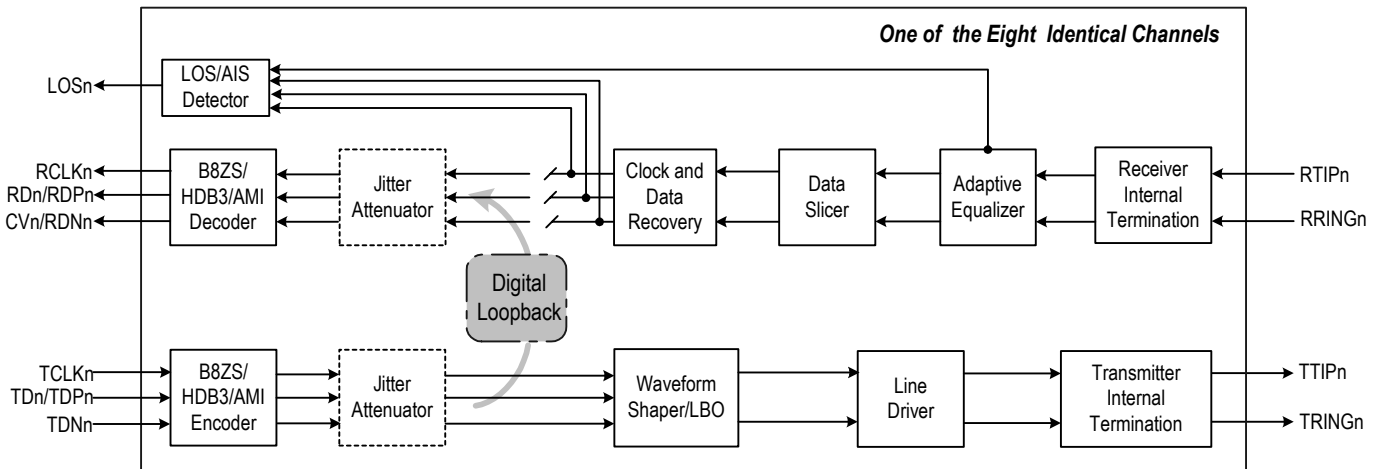 One of the Eight Identical Channels
LOSn
LOS/AIS
Detector
RCLKn
RDn/RDPn
CVn/RDNn
B8ZS/
HDB3/AMI
Decoder
Jitter
Attenuator
Clock and
Data
Recovery
Data
Slicer
Adaptive
Equalizer
Receiver
Internal
Termination
RTIPn
RRINGn
Digital
Loopback
TCLKn
TDn/TDPn
TDNn
B8ZS/
HDB3/AMI
Encoder
Jitter
Attenuator
Waveform
Shaper/LBO
Line
Driver
Transmitter
Internal
Termination
TTIPn
TRINGn